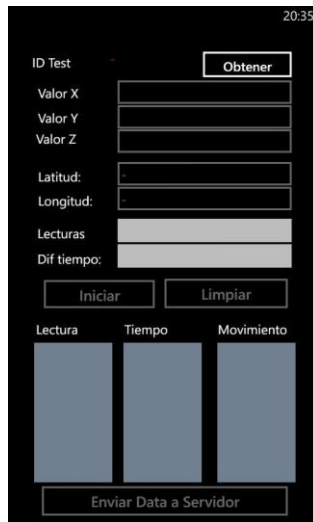 20:35
ID Test - Obtener
Valor X
Valor Y
Valor Z
Latitud: -
Longitud: -
Lecturas
Dif tiempo:
Iniciar Limpiar
Lectura Tiempo Movimiento
Enviar Data a Servidor